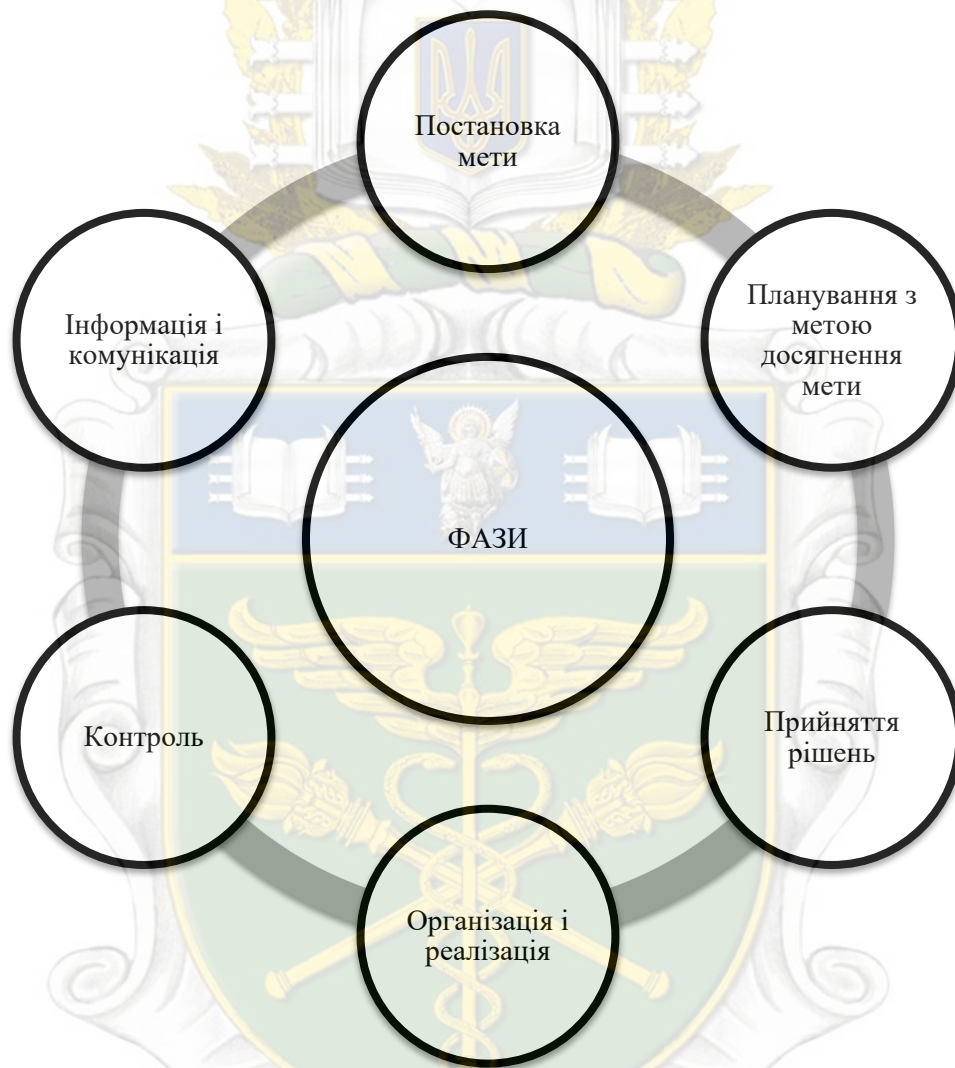 Постановка
мети
Планування з
метою
досягнення
мети
Прийняття
рішень
Організація і
реалізація
Контроль
Інформація і
комунікація
ФАЗИ